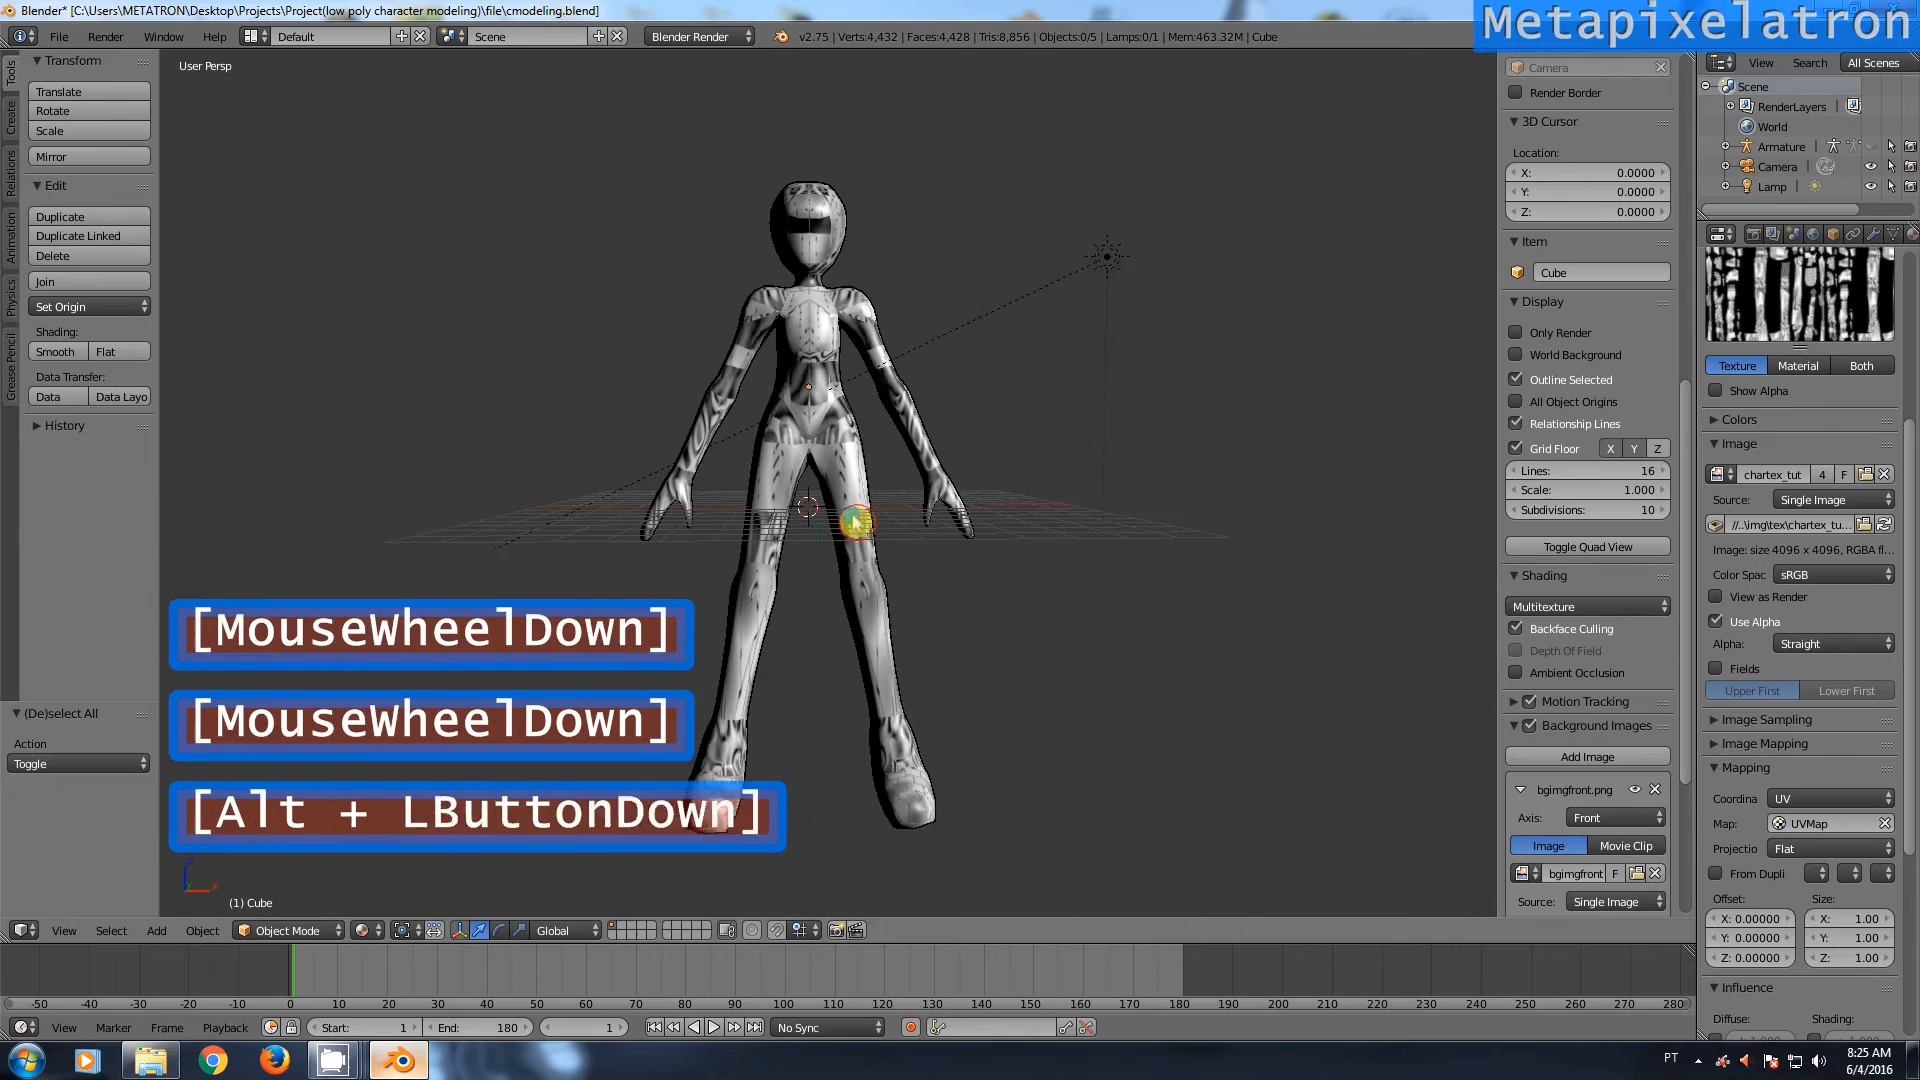 Blender* [C:\Users\METATRON\Desktop\Projects\Project(low poly character modeling)\file\cmodeling.blend]
Metapixelatron
File Render Window Help Default Scene Blender Render v2.75 | Verts:4,432 | Faces:4,428 | Tris:8,856 | Objects:0/5 | Lamps:0/1 | Mem:463.32M | Cube
Tools
Create
Relations
Animation
Physics
Grease Pencil
Transform
Translate
Rotate
Scale
Mirror
Edit
Duplicate
Duplicate Linked
Delete
Join
Set Origin
Shading:
Smooth Flat
Data Transfer:
Data Data Layo
History
(De)select All
Action
Toggle
User Persp
[MouseWheelDown]
[MouseWheelDown]
[Alt + LButtonDown]
(1) Cube
Camera
Render Border
3D Cursor
Location:
X: 0.0000
Y: 0.0000
Z: 0.0000
Item
Cube
Display
Only Render
World Background
Outline Selected
All Object Origins
Relationship Lines
Grid Floor X Y Z
Lines: 16
Scale: 1.000
Subdivisions: 10
Toggle Quad View
Shading
Multitexture
Backface Culling
Depth Of Field
Ambient Occlusion
Motion Tracking
Background Images
Add Image
bgimgfront.png
Axis: Front
Image Movie Clip
bgimgfront F
Source: Single Image
View Search All Scenes
Scene
RenderLayers |
World
Armature
Camera
Lamp
Texture Material Both
Show Alpha
Colors
Image
chartex_tut 4 F
Source: Single Image
//..\img\tex\chartex_tu...
Image: size 4096 x 4096, RGBA fl...
Color Spac sRGB
View as Render
Use Alpha
Alpha: Straight
Fields
Upper First Lower First
Image Sampling
Image Mapping
Mapping
Coordina UV
Map: UVMap
Projectio Flat
From Dupli
Offset: Size:
X: 0.00000 X: 1.00
Y: 0.00000 Y: 1.00
Z: 0.00000 Z: 1.00
Influence
Diffuse: Shading:
View Select Add Object Object Mode Global
-50 -40 -30 -20 -10 0 10 20 30 40 50 60 70 80 90 100 110 120 130 140 150 160 170 180 190 200 210 220 230 240 250 260 270 280
View Marker Frame Playback Start: 1 End: 180 1 No Sync
PT 8:25 AM
6/4/2016